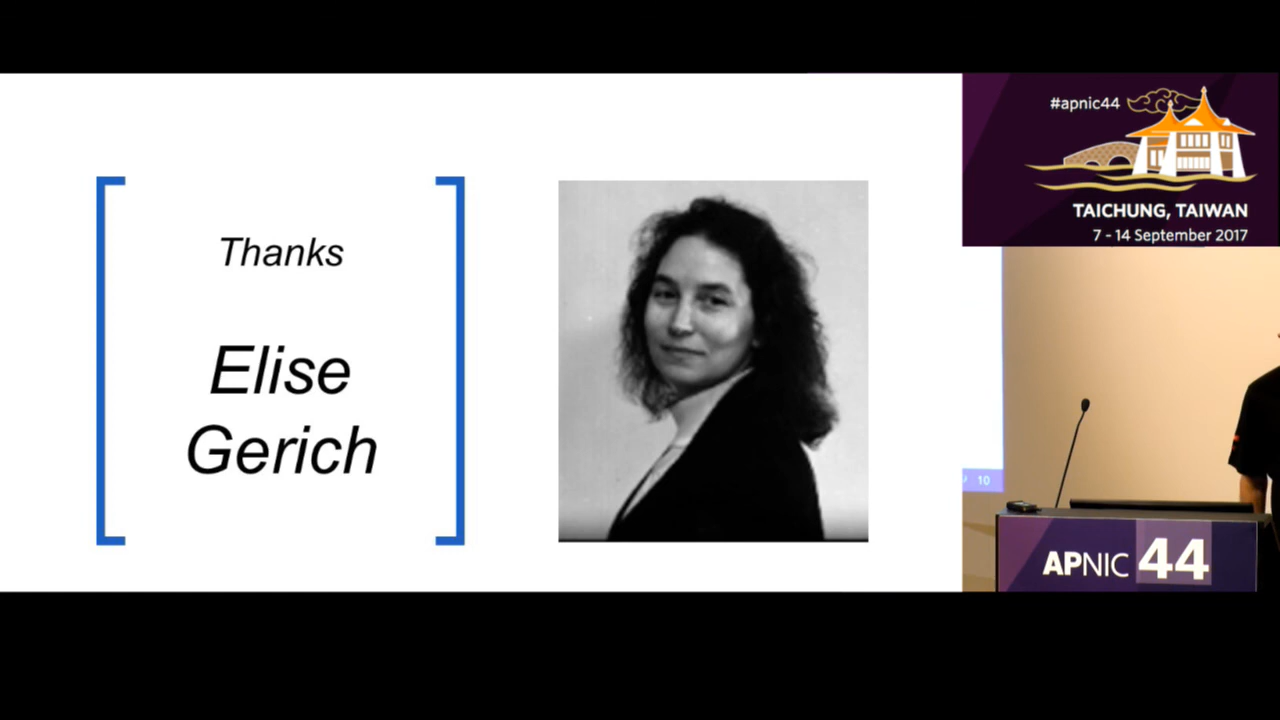 Thanks
Elise
Gerich
#apnic44
TAICHUNG, TAIWAN
7 - 14 September 2017
10
APNIC 44